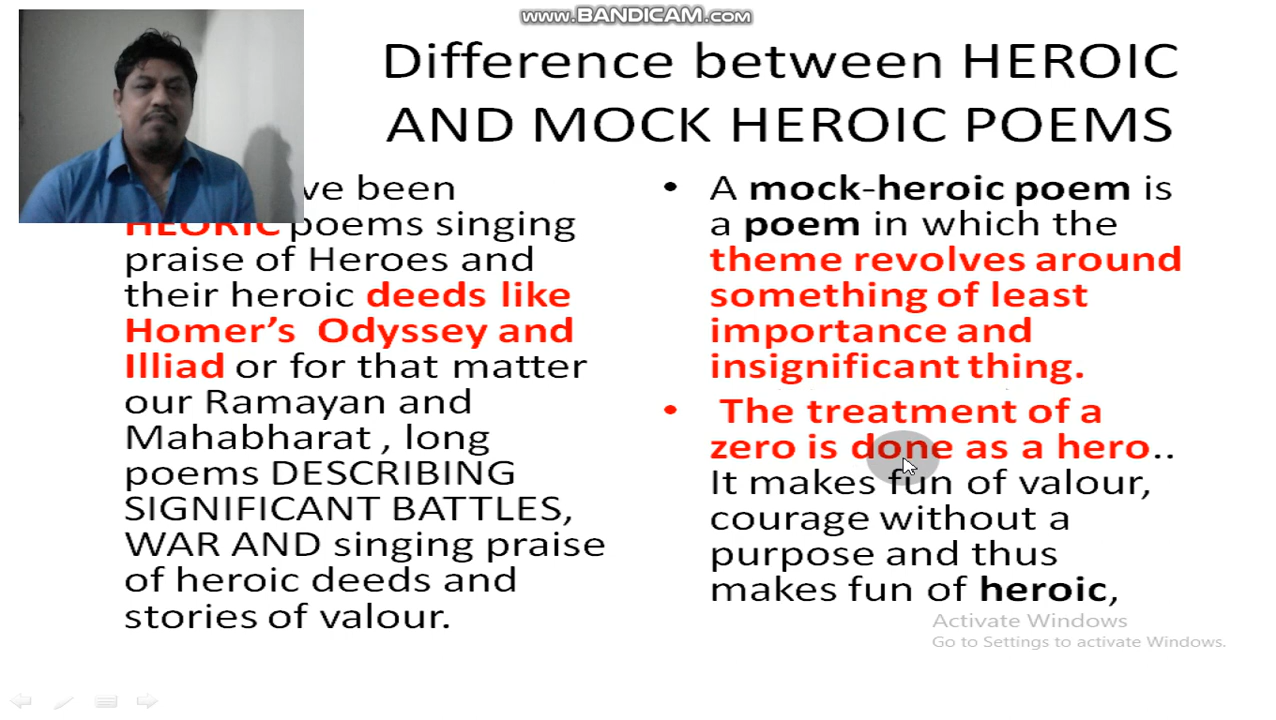 www.BANDICAM.com
Difference between HEROIC
AND MOCK HEROIC POEMS
ve been
HEORIC poems singing
praise of Heroes and
their heroic deeds like
Homer's Odyssey and
Illiad or for that matter
our Ramayan and
Mahabharat , long
poems DESCRIBING
SIGNIFICANT BATTLES,
WAR AND singing praise
of heroic deeds and
stories of valour.
• A mock-heroic poem is
a poem in which the
theme revolves around
something of least
importance and
insignificant thing.
• The treatment of a
zero is done as a hero..
It makes fun of valour,
courage without a
purpose and thus
makes fun of heroic,
Activate Windows
Go to Settings to activate Windows.